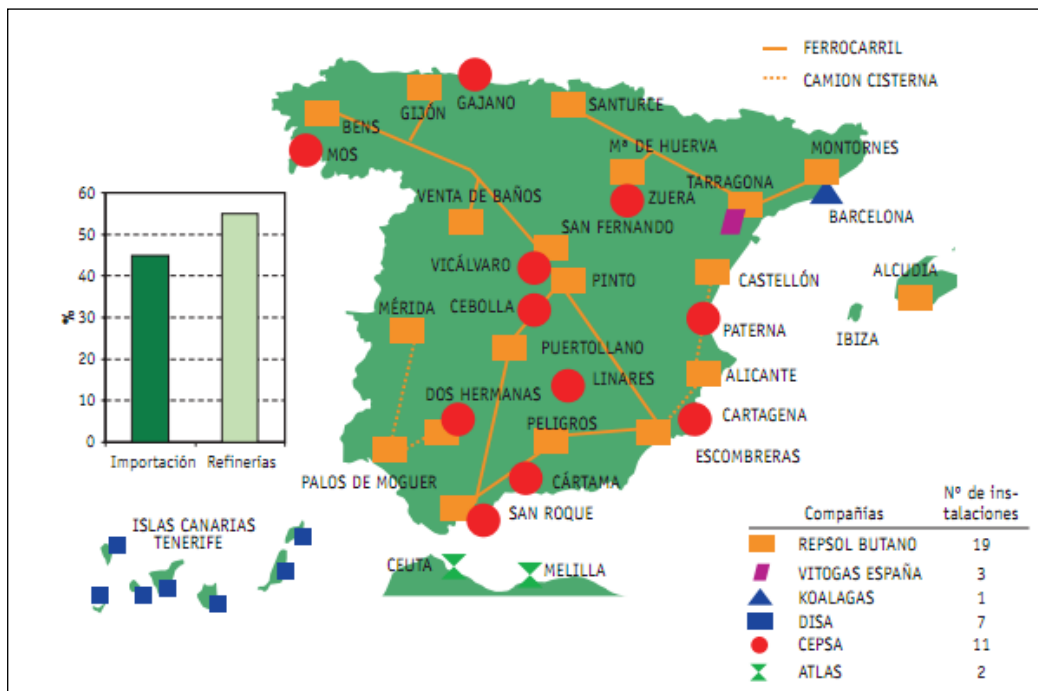 FERROCARRIL
CAMION CISTERNA
GAJANO
SANTURCE
GIJÓN
BENS
Mª DE HUERVA
MONTORNES
MOS
TARRAGONA
ZUERA
VENTA DE BAÑOS
SAN FERNANDO
BARCELONA
VICÁLVARO
PINTO
CASTELLÓN
ALCUDIA
MÉRIDA
CEBOLLA
PATERNA
IBIZA
PUERTOLLANO
LINARES
ALICANTE
DOS HERMANAS
CARTAGENA
PELIGROS
ESCOMBRERAS
PALOS DE MOGUER
CÁRTAMA
SAN ROQUE
60
50
40
30
20
10
0
%
Importación Refinerías
ISLAS CANARIAS
TENERIFE
CEUTA
MELILLA
Compañías Nº de ins-
talaciones
REPSOL BUTANO 19
VITOGAS ESPAÑA 3
KOALAGAS 1
DISA 7
CEPSA 11
ATLAS 2